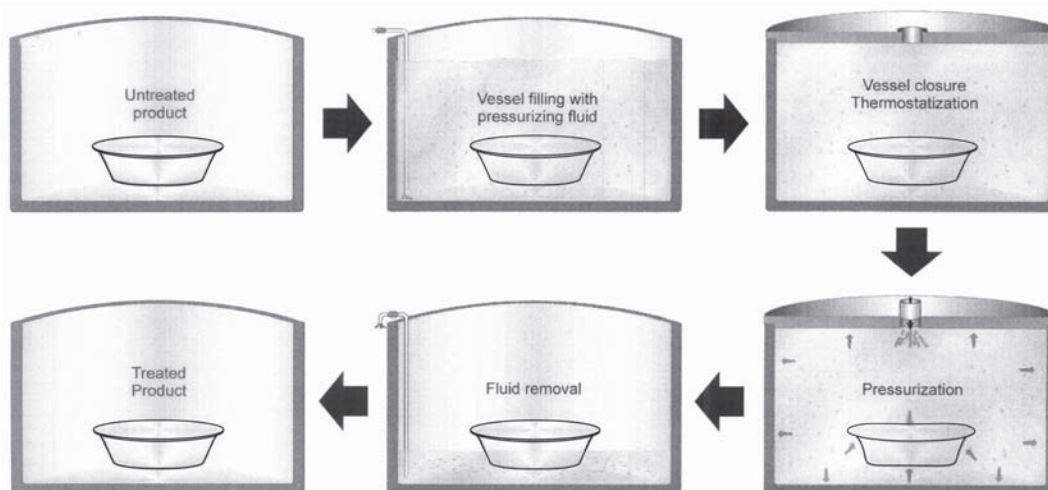 Untreated
product
Vessel filling with
pressurizing fluid
Vessel closure
Thermostatization
Pressurization
Fluid removal
Treated
Product